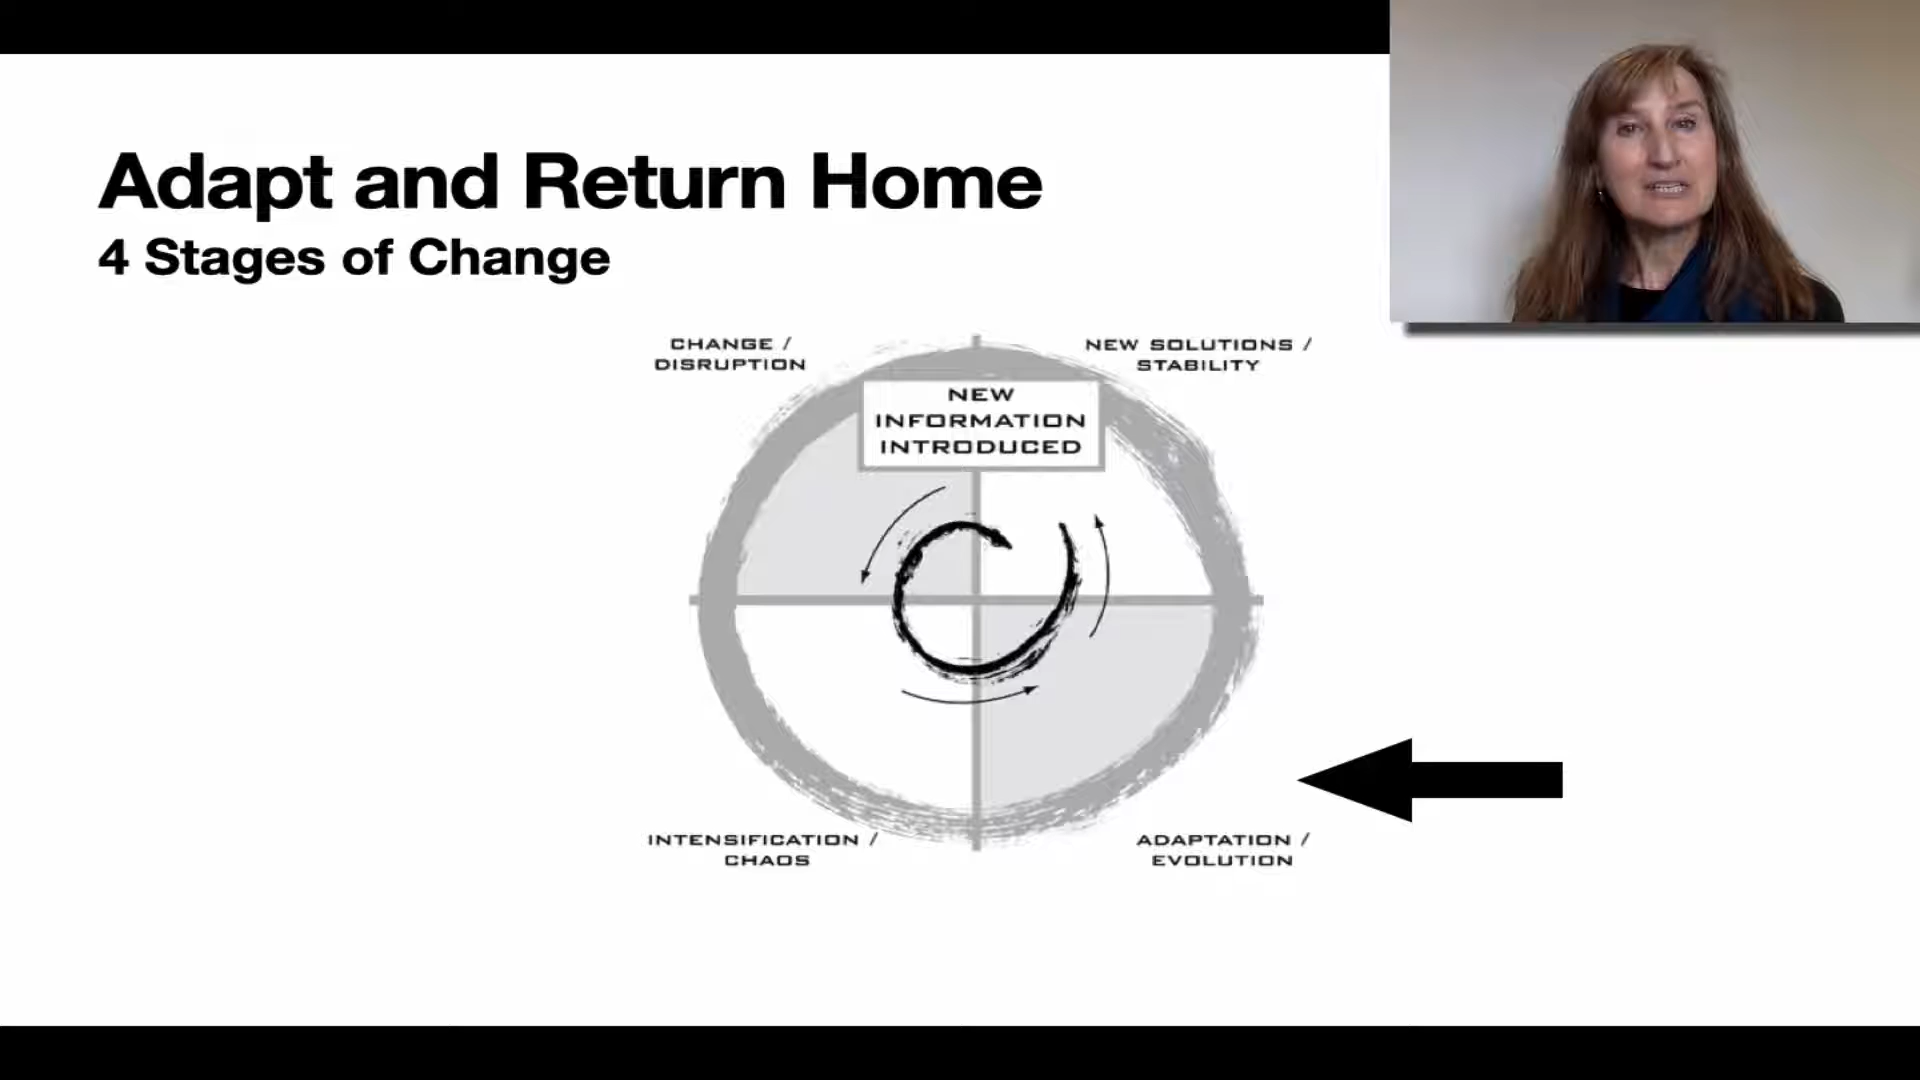 Adapt and Return Home
4 Stages of Change
CHANGE /
DISRUPTION
NEW SOLUTIONS /
STABILITY
NEW
INFORMATION
INTRODUCED
INTENSIFICATION /
CHAOS
ADAPTATION /
EVOLUTION